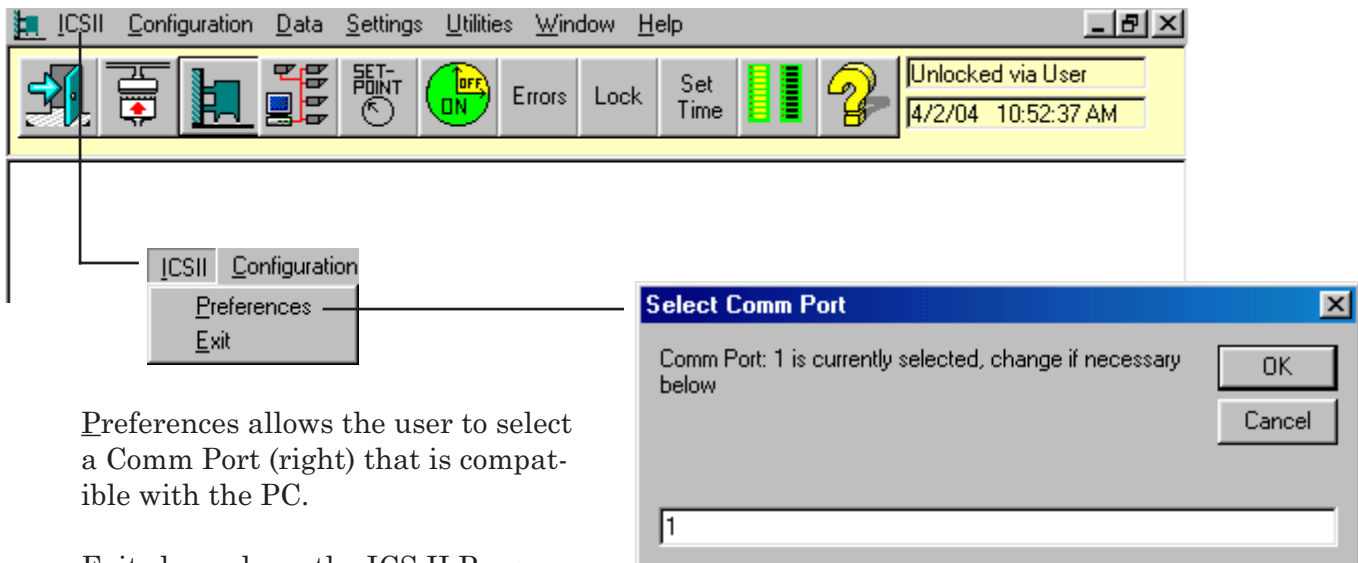 ICSII Configuration Data Settings Utilities Window Help
SET-POINT
OFF
ON
Errors
Lock
Set Time
Unlocked via User
4/2/04 10:52:37 AM
ICSII Configuration
Preferences
Exit
Select Comm Port
Comm Port: 1 is currently selected, change if necessary
below
OK
Cancel
1
Preferences allows the user to select
a Comm Port (right) that is compat-
ible with the PC.